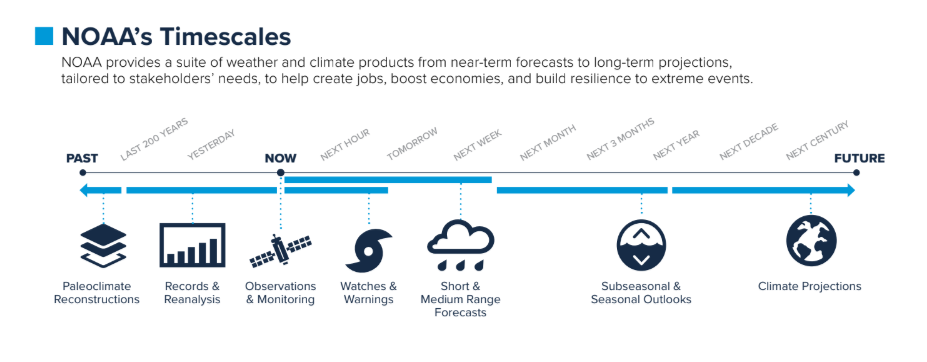 NOAA's Timescales
NOAA provides a suite of weather and climate products from near-term forecasts to long-term projections,
tailored to stakeholders' needs, to help create jobs, boost economies, and build resilience to extreme events.
PAST
LAST 200 YEARS
YESTERDAY
NOW
NEXT HOUR
TOMORROW
NEXT WEEK
NEXT MONTH
NEXT 3 MONTHS
NEXT YEAR
NEXT DECADE
NEXT CENTURY
FUTURE
Paleoclimate
Reconstructions
Records &
Reanalysis
Observations
& Monitoring
Watches &
Warnings
Short &
Medium Range
Forecasts
Subseasonal &
Seasonal Outlooks
Climate Projections